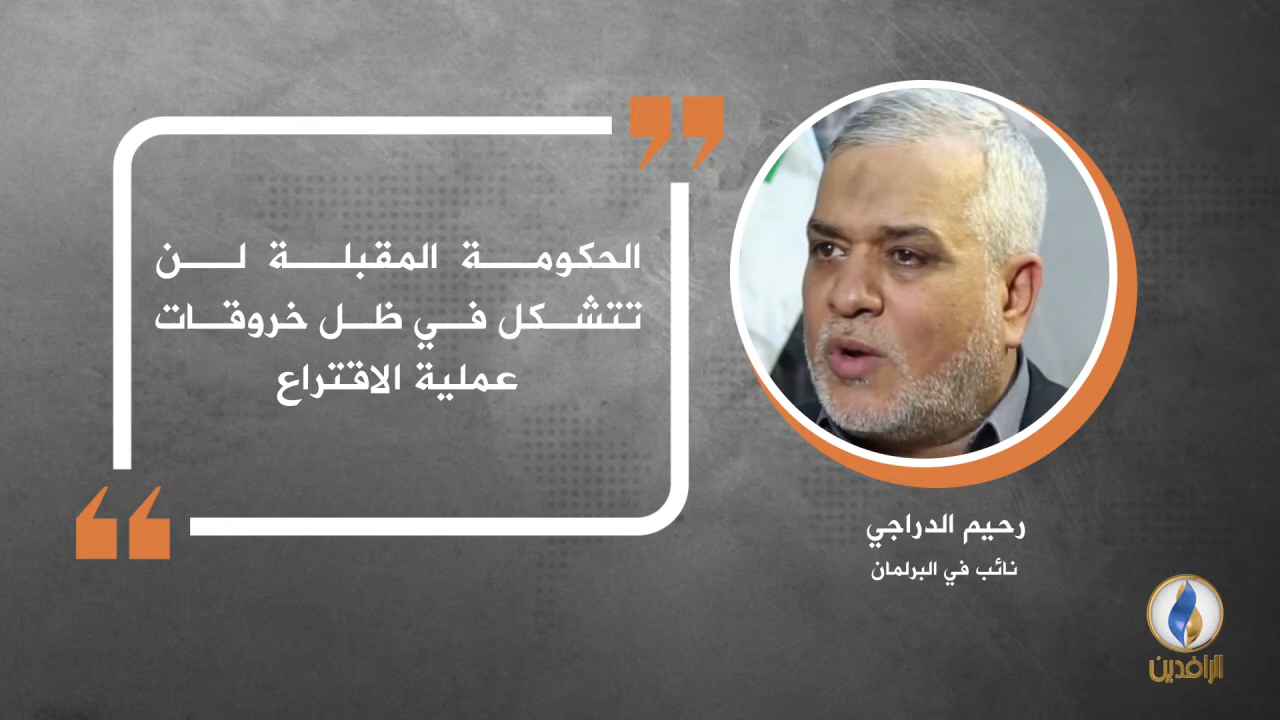 الحكومة المقبلة لن
تتشكل في ظل خروقات
عملية الاقتراع
رحيم الدراجي
نائب في البرلمان
الرافدين